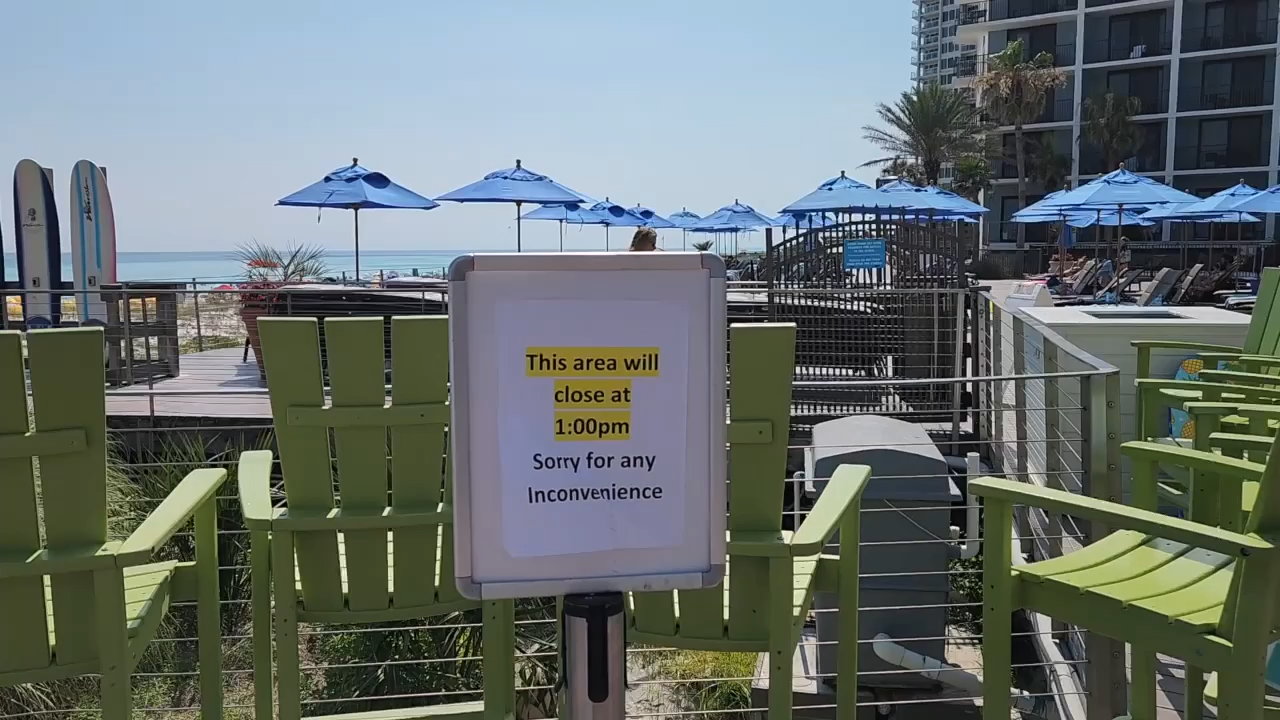 This area will
close at
1:00pm
Sorry for any
Inconvenience